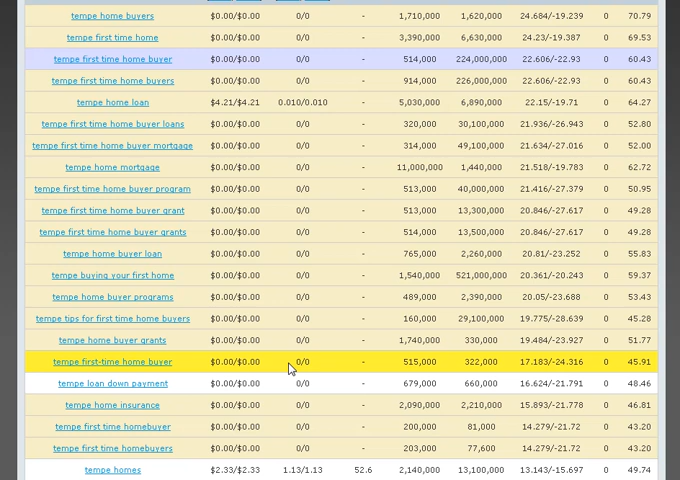 tempe home buyers $0.00/$0.00 0/0 - 1,710,000 1,620,000 24.684/-19.239 0 70.79
tempe first time home $0.00/$0.00 0/0 - 3,390,000 6,630,000 24.23/-19.387 0 69.53
tempe first time home buyer $0.00/$0.00 0/0 - 514,000 224,000,000 22.606/-22.93 0 60.43
tempe first time home buyers $0.00/$0.00 0/0 - 914,000 226,000,000 22.606/-22.93 0 60.43
tempe home loan $4.21/$4.21 0.010/0.010 - 5,030,000 6,890,000 22.15/-19.71 0 64.27
tempe first time home buyer loans $0.00/$0.00 0/0 - 320,000 30,100,000 21.936/-26.943 0 52.80
tempe first time home buyer mortgage $0.00/$0.00 0/0 - 314,000 49,100,000 21.634/-27.016 0 52.00
tempe home mortgage $0.00/$0.00 0/0 - 11,000,000 1,440,000 21.518/-19.783 0 62.72
tempe first time home buyer program $0.00/$0.00 0/0 - 513,000 40,000,000 21.416/-27.379 0 50.95
tempe first time home buyer grant $0.00/$0.00 0/0 - 513,000 13,300,000 20.846/-27.617 0 49.28
tempe first time home buyer grants $0.00/$0.00 0/0 - 514,000 13,500,000 20.846/-27.617 0 49.28
tempe home buyer loan $0.00/$0.00 0/0 - 765,000 2,260,000 20.81/-23.252 0 55.83
tempe buying your first home $0.00/$0.00 0/0 - 1,540,000 521,000,000 20.361/-20.243 0 59.37
tempe home buyer programs $0.00/$0.00 0/0 - 489,000 2,390,000 20.05/-23.688 0 53.43
tempe tips for first time home buyers $0.00/$0.00 0/0 - 160,000 29,100,000 19.775/-28.639 0 45.28
tempe home buyer grants $0.00/$0.00 0/0 - 1,740,000 330,000 19.484/-23.927 0 51.77
tempe first-time home buyer $0.00/$0.00 0/0 - 515,000 322,000 17.183/-24.316 0 45.91
tempe loan down payment $0.00/$0.00 0/0 - 679,000 660,000 16.624/-21.791 0 48.46
tempe home insurance $0.00/$0.00 0/0 - 2,090,000 2,210,000 15.893/-21.778 0 46.81
tempe first time homebuyer $0.00/$0.00 0/0 - 200,000 81,000 14.279/-21.72 0 43.20
tempe first time homebuyers $0.00/$0.00 0/0 - 203,000 77,600 14.279/-21.72 0 43.20
tempe homes $2.33/$2.33 1.13/1.13 52.6 2,140,000 13,100,000 13.143/-15.697 0 49.74